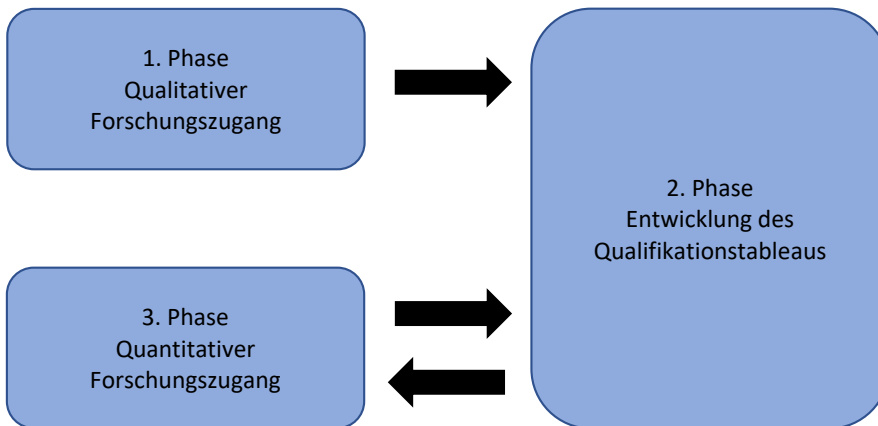 1. Phase
Qualitativer
Forschungszugang
2. Phase
Entwicklung des
Qualifikationstableaus
3. Phase
Quantitativer
Forschungszugang